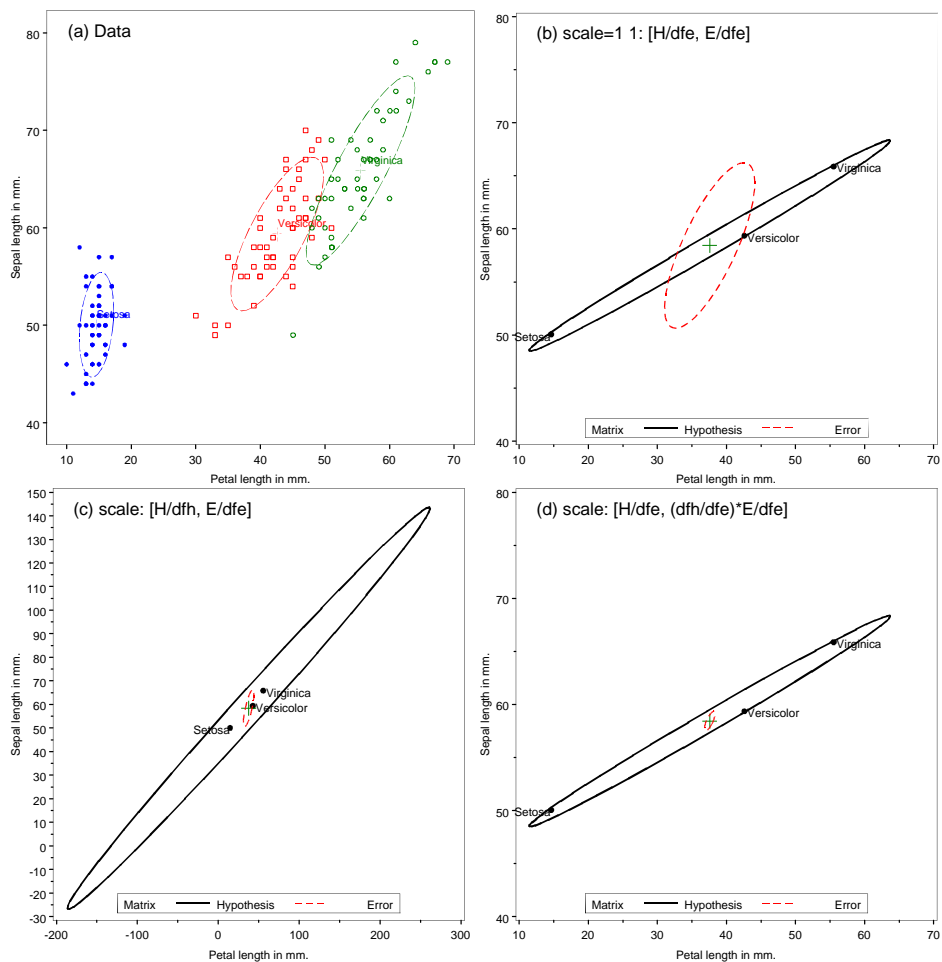 (a) Data
80
70
60
50
40
Sepal length in mm.
Virginica
Versicolor
Setosa
10
20
30
40
50
60
70
Petal length in mm.
(b) scale=1 1: [H/dfe, E/dfe]
80
70
60
50
40
Sepal length in mm.
Virginica
Versicolor
Setosa
Matrix Hypothesis Error
10
20
30
40
50
60
70
Petal length in mm.
(c) scale: [H/dfh, E/dfe]
150
140
130
120
110
100
90
80
70
60
50
40
30
20
10
0
-10
-20
-30
Sepal length in mm.
Virginica
Versicolor
Setosa
Matrix Hypothesis Error
-200
-100
0
100
200
300
Petal length in mm.
(d) scale: [H/dfe, (dfh/dfe)*E/dfe]
80
70
60
50
40
Sepal length in mm.
Virginica
Versicolor
Setosa
Matrix Hypothesis Error
10
20
30
40
50
60
70
Petal length in mm.